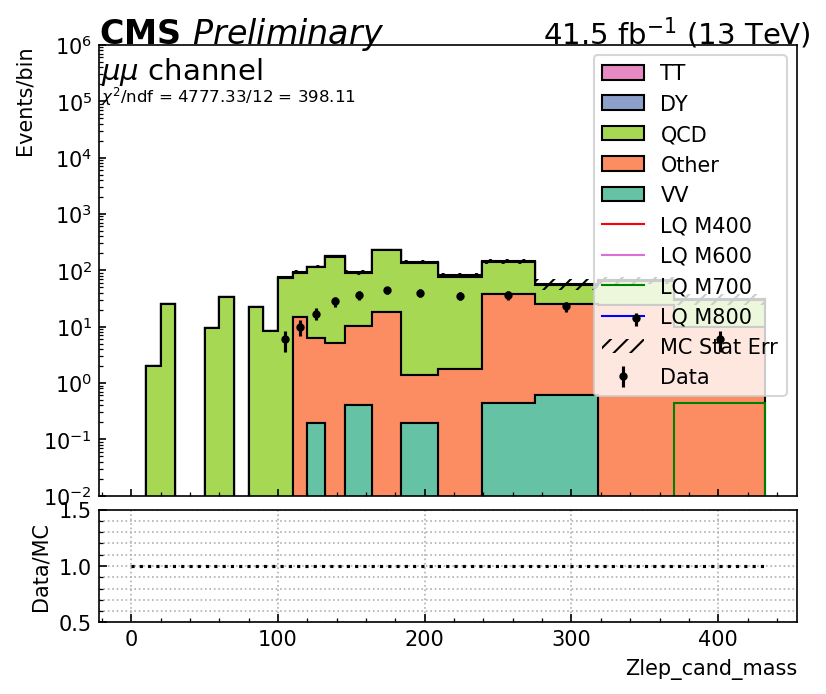 CMS Preliminary 41.5 fb⁻¹ (13 TeV)
μμ channel
χ²/ndf = 4777.33/12 = 398.11
Events/bin
10⁶
10⁵
10⁴
10³
10²
10¹
10⁰
10⁻¹
10⁻²
TT
DY
QCD
Other
VV
LQ M400
LQ M600
LQ M700
LQ M800
MC Stat Err
Data
Data/MC
1.5
1.0
0.5
0 100 200 300 400
Zlep_cand_mass